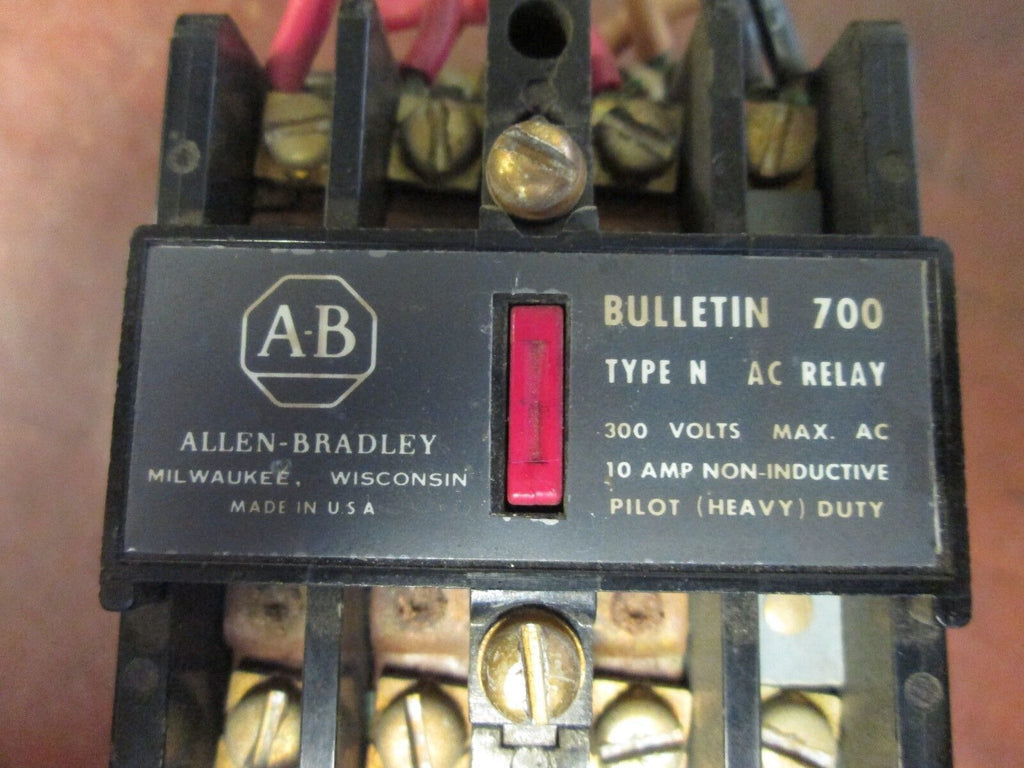 A-B
ALLEN-BRADLEY
MILWAUKEE, WISCONSIN
MADE IN U S A
BULLETIN 700
TYPE N AC RELAY
300 VOLTS MAX. AC
10 AMP NON-INDUCTIVE
PILOT (HEAVY) DUTY